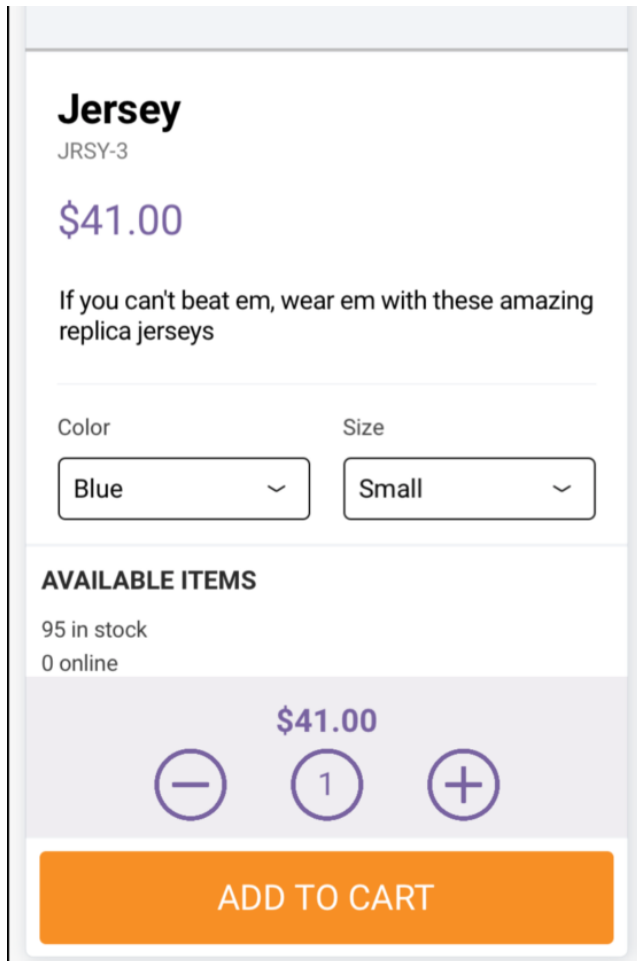 Jersey
JRSY-3
$41.00
If you can't beat em, wear em with these amazing
replica jerseys
Color Size
Blue Small
AVAILABLE ITEMS
95 in stock
0 online
$41.00
1
ADD TO CART